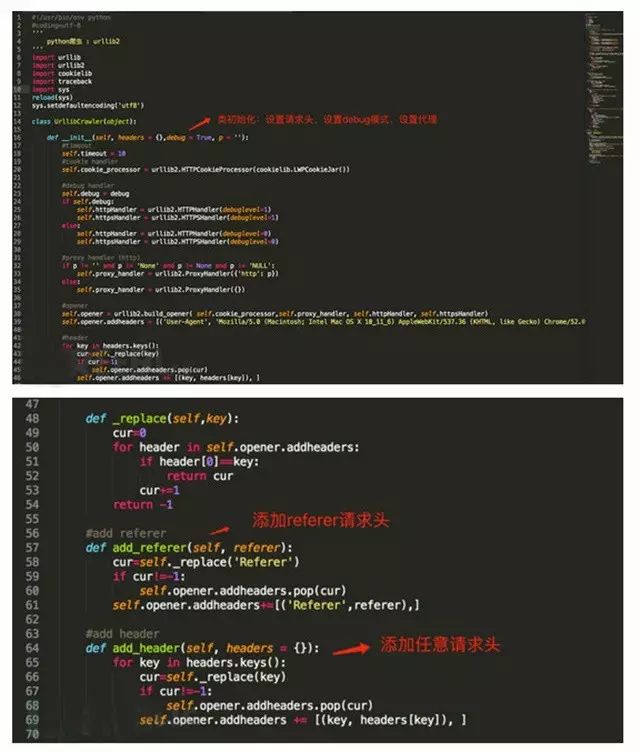 1 #!/usr/bin/env python
2 #coding=utf-8
3 '''
4 python爬虫 : urllib2
5 '''
6 import urllib
7 import urllib2
8 import cookielib
9 import traceback
10 import sys
11 reload(sys)
12 sys.setdefaultencoding('utf8')
13
14 class UrllibCrawler(object):
类初始化:设置请求头、设置debug模式、设置代理
15
16 def __init__(self, headers = {},debug = True, p = ''):
17 #timeout
18 self.timeout = 10
19 #cookie handler
20 self.cookie_processor = urllib2.HTTPCookieProcessor(cookielib.LWPCookieJar())
21
22 #debug handler
23 self.debug = debug
24 if self.debug:
25 self.httpHandler = urllib2.HTTPHandler(debuglevel=1)
26 self.httpsHandler = urllib2.HTTPSHandler(debuglevel=1)
27 else:
28 self.httpHandler = urllib2.HTTPHandler(debuglevel=0)
29 self.httpsHandler = urllib2.HTTPSHandler(debuglevel=0)
30
31 #proxy handler (http)
32 if p != '' and p != 'None' and p != None and p != 'NULL':
33 self.proxy_handler = urllib2.ProxyHandler({'http': p})
34 else:
35 self.proxy_handler = urllib2.ProxyHandler({})
36
37 #opener
38 self.opener = urllib2.build_opener( self.cookie_processor,self.proxy_handler, self.httpHandler, self.httpsHandler)
39 self.opener.addheaders = [('User-Agent', 'Mozilla/5.0 (Macintosh; Intel Mac OS X 10_11_6) AppleWebKit/537.36 (KHTML, like Gecko) Chrome/52.0
40
41 #header
42 for key in headers.keys():
43 cur=self._replace(key)
44 if cur!=-1:
45 self.opener.addheaders.pop(cur)
46 self.opener.addheaders += [(key, headers[key]), ]
47
48 def _replace(self,key):
49 cur=0
50 for header in self.opener.addheaders:
51 if header[0]==key:
52 return cur
53 cur+=1
54 return -1
55
添加referer请求头
56 #add referer
57 def add_referer(self, referer):
58 cur=self._replace('Referer')
59 if cur!=-1:
60 self.opener.addheaders.pop(cur)
61 self.opener.addheaders+=[('Referer',referer),]
62
63 #add header
64 def add_header(self, headers = {}): 添加任意请求头
65 for key in headers.keys():
66 cur=self._replace(key)
67 if cur!=-1:
68 self.opener.addheaders.pop(cur)
69 self.opener.addheaders += [(key, headers[key]), ]
70